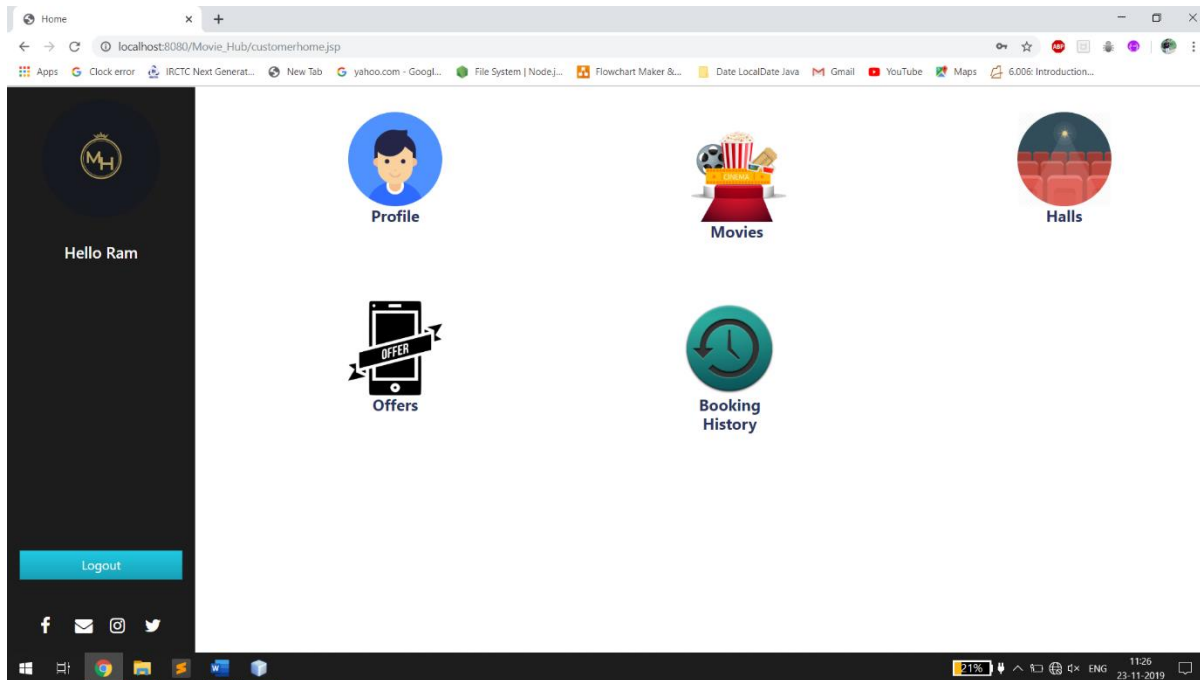 Home
localhost:8080/Movie_Hub/customerhome.jsp
ABP
Apps
Clock error
IRCTC Next Generat...
New Tab
yahoo.com - Googl...
File System | Node.j...
Flowchart Maker &...
Date LocalDate Java
Gmail
YouTube
Maps
6.006: Introduction...
MH
Hello Ram
Profile
CINEMA
Movies
Halls
OFFER
Offers
Booking
History
Logout
21%
ENG
11:26
23-11-2019